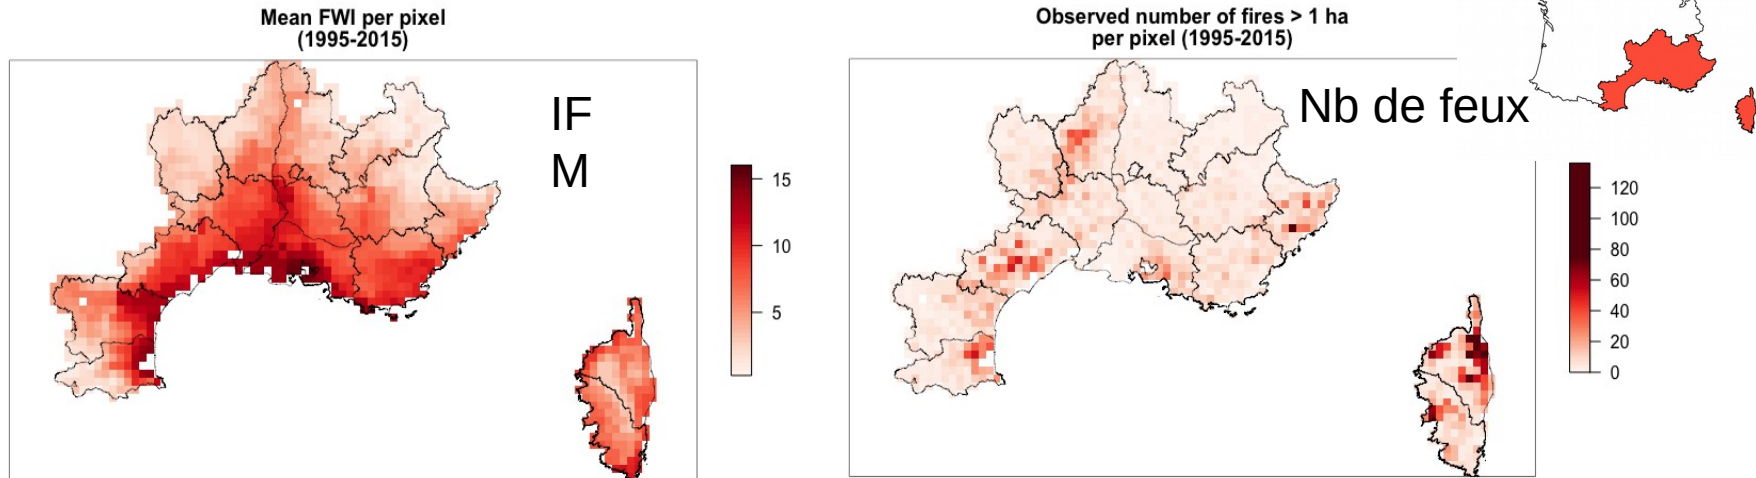 Mean FWI per pixel
(1995-2015)
IF
M
15
10
5
Observed number of fires > 1 ha
per pixel (1995-2015)
Nb de feux
120
100
80
60
40
20
0